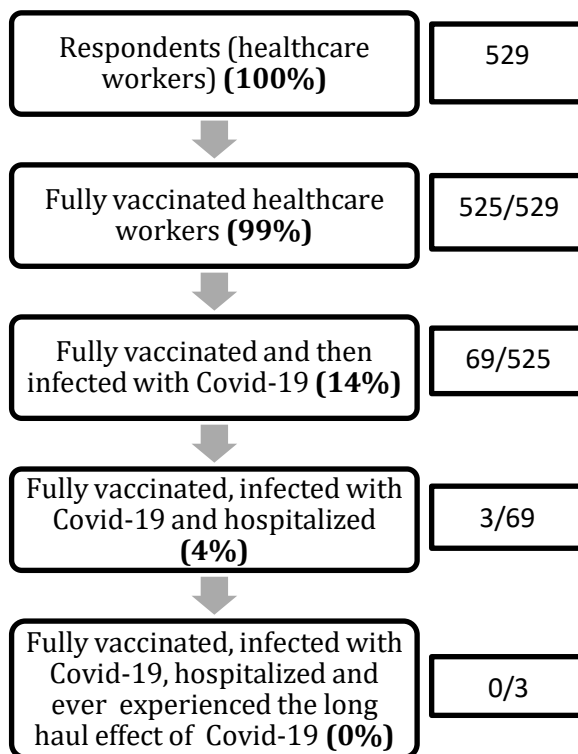 Respondents (healthcare
workers) (100%)
529
Fully vaccinated healthcare
workers (99%)
525/529
Fully vaccinated and then
infected with Covid-19 (14%)
69/525
Fully vaccinated, infected with
Covid-19 and hospitalized
(4%)
3/69
Fully vaccinated, infected with
Covid-19, hospitalized and
ever experienced the long
haul effect of Covid-19 (0%)
0/3